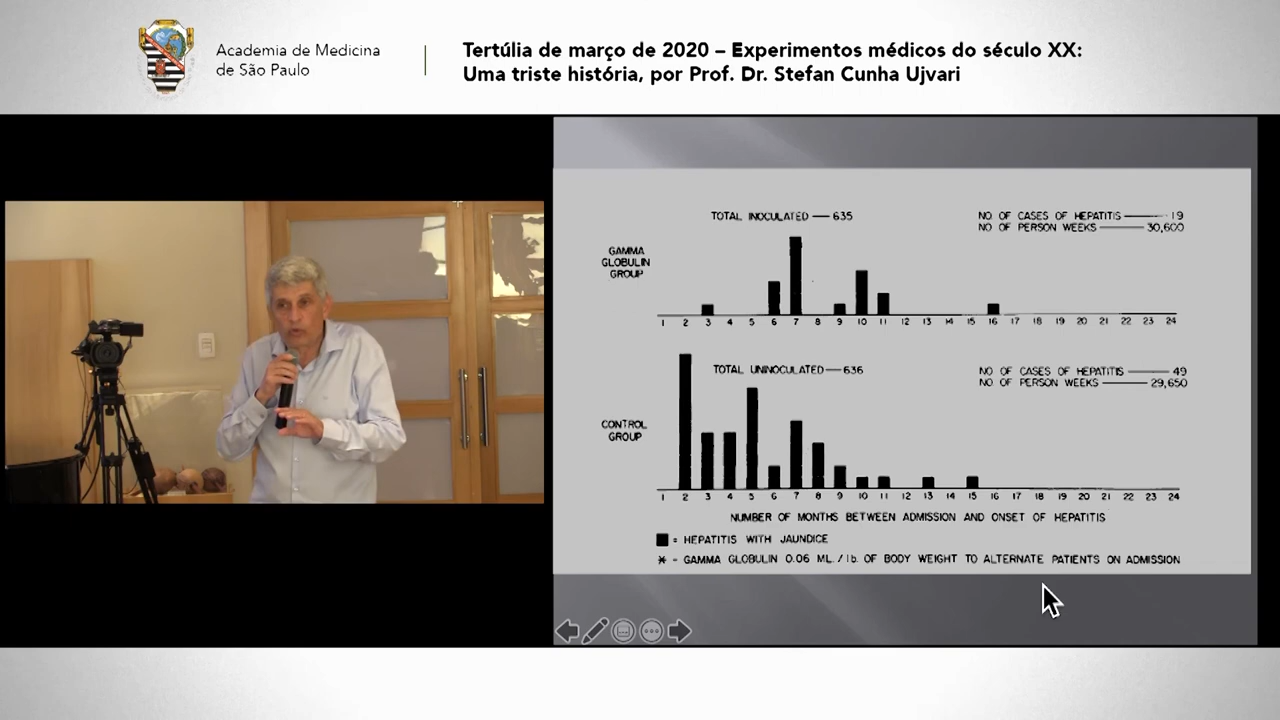 Academia de Medicina
de São Paulo
Tertúlia de março de 2020 – Experimentos médicos do século XX:
Uma triste história, por Prof. Dr. Stefan Cunha Ujvari
TOTAL INOCULATED — 635
NO OF CASES OF HEPATITIS — 19
NO OF PERSON WEEKS — 30,600
GAMMA
GLOBULIN
GROUP
1 2 3 4 5 6 7 8 9 10 11 12 13 14 15 16 17 18 19 20 21 22 23 24
TOTAL UNINOCULATED — 636
NO OF CASES OF HEPATITIS — 49
NO OF PERSON WEEKS — 29,650
CONTROL
GROUP
1 2 3 4 5 6 7 8 9 10 11 12 13 14 15 16 17 18 19 20 21 22 23 24
NUMBER OF MONTHS BETWEEN ADMISSION AND ONSET OF HEPATITIS
■ = HEPATITIS WITH JAUNDICE
* - GAMMA GLOBULIN 0.06 ML. / lb. OF BODY WEIGHT TO ALTERNATE PATIENTS ON ADMISSION